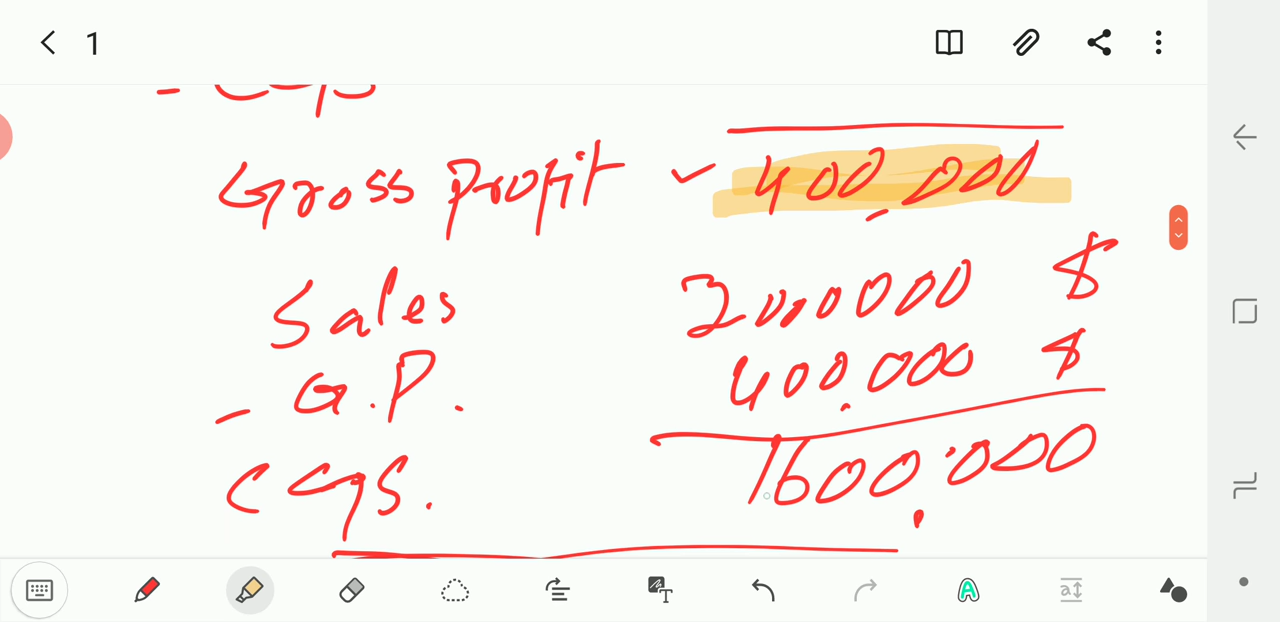 1
Gross Profit ✓ 400,000
Sales 2000000 $
- G.P. 400.000 $
cgs. 1600,000